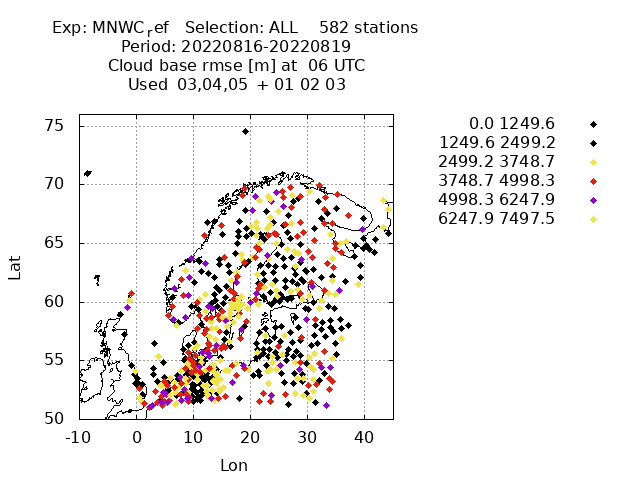 Exp: MNWCref Selection: ALL 582 stations
Period: 20220816-20220819
Cloud base rmse [m] at 06 UTC
Used 03,04,05 + 01 02 03
0.0 1249.6
1249.6 2499.2
2499.2 3748.7
3748.7 4998.3
4998.3 6247.9
6247.9 7497.5
75
70
65
60
55
50
Lat
-10 0 10 20 30 40
Lon